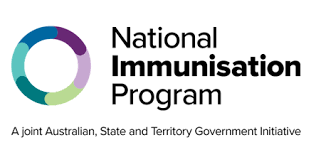 National
Immunisation
Program
A joint Australian, State and Territory Government Initiative